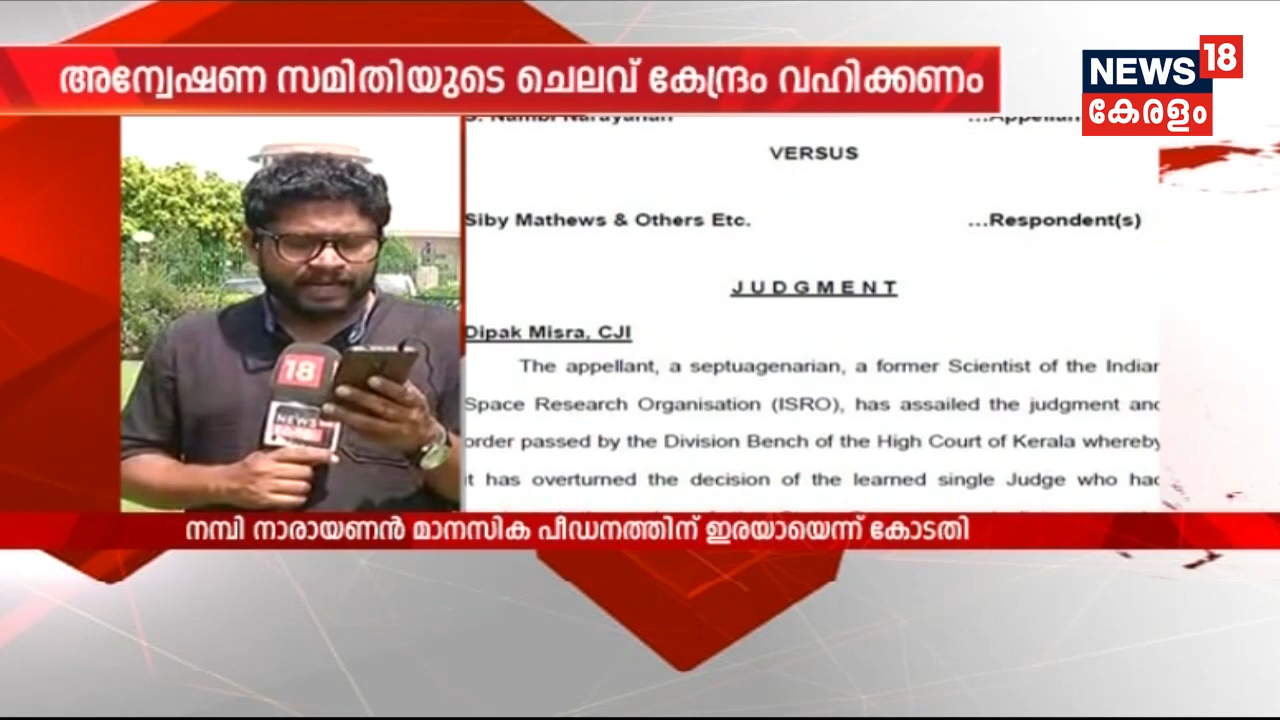 അന്വേഷണ സമിതിയുടെ ചെലവ് കേന്ദ്രം വഹിക്കണം
NEWS 18
കേരളം
S. Nambi Narayanan ...Appellan
VERSUS
Siby Mathews & Others Etc. ...Respondent(s)
JUDGMENT
Dipak Misra, CJI
The appellant, a septuagenarian, a former Scientist of the Indian
Space Research Organisation (ISRO), has assailed the judgment and
order passed by the Division Bench of the High Court of Kerala whereby
it has overturned the decision of the learned single Judge who had
18
NEWS
നമ്പി നാരായണൻ മാനസിക പീഡനത്തിന് ഇരയായെന്ന് കോടതി